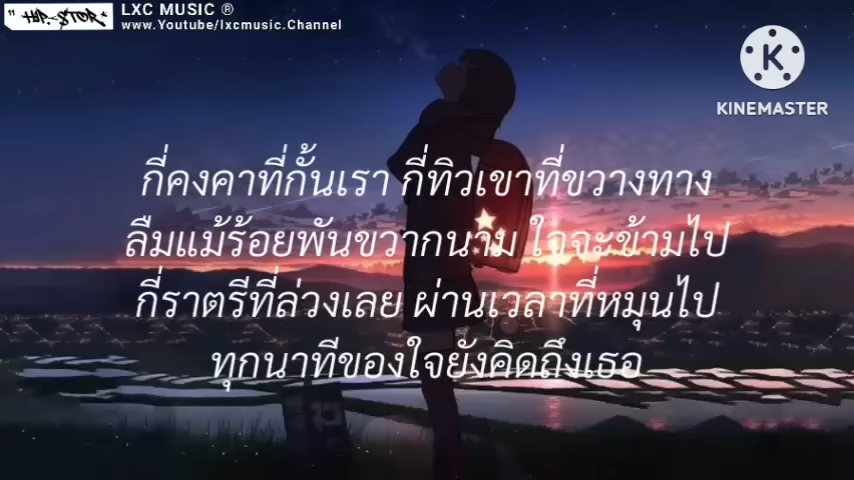 "HIP-STOR"
LXC MUSIC ®
www.Youtube/lxcmusic.Channel
K
KINEMASTER
กี่คงคาที่กั้นเรา กี่ทิวเขาที่ขวางทาง
ลืมแม้ร้อยพันขวากนาม ใจจะข้ามไป
กี่ราตรีที่ล่วงเลย ผ่านเวลาที่หมุนไป
ทุกนาทีของใจยังคิดถึงเธอ